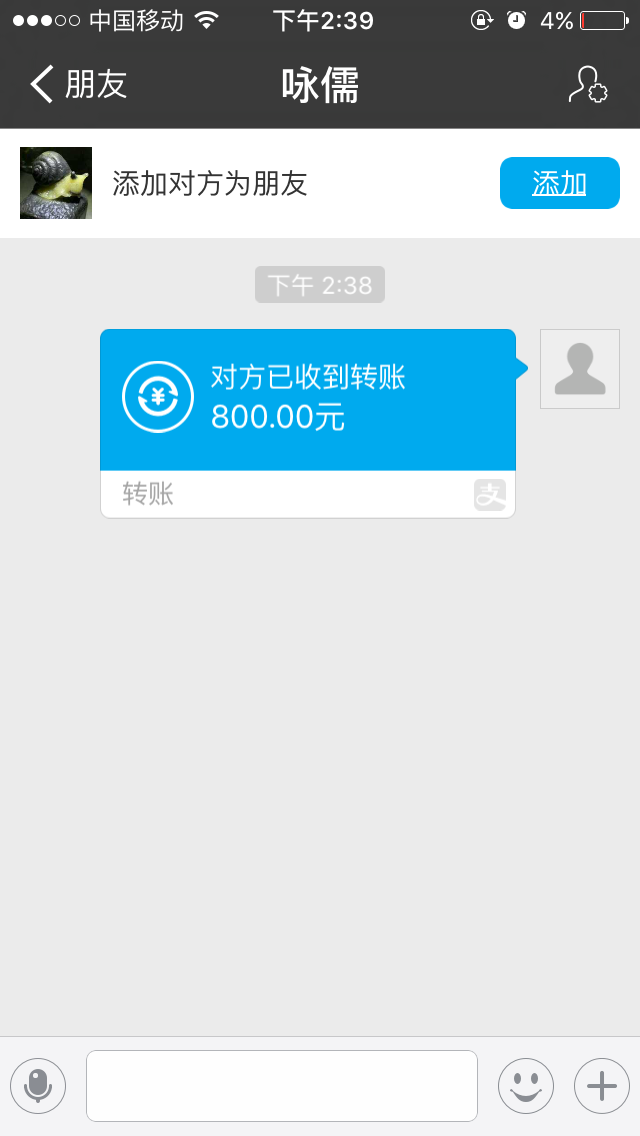 中国移动 下午2:39 4%
朋友 咏儒
添加对方为朋友 添加
下午 2:38
对方已收到转账
800.00元
转账 支